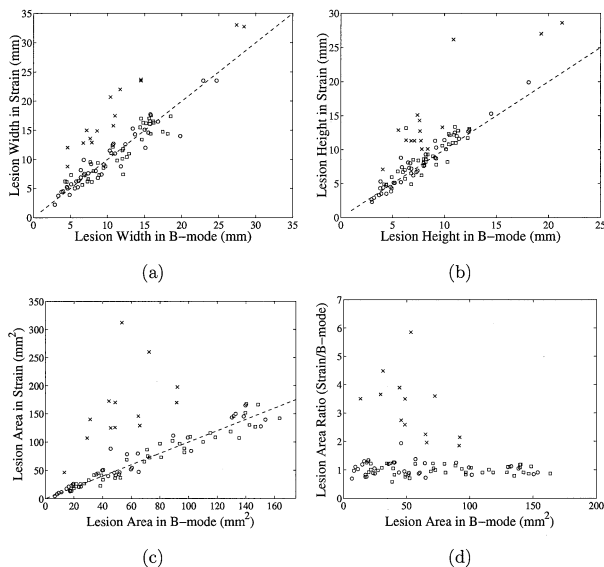 35
30
25
20
15
10
5
0
Lesion Width in Strain (mm)
0 5 10 15 20 25 30 35
Lesion Width in B−mode (mm)
(a)
30
25
20
15
10
5
0
Lesion Height in Strain (mm)
0 5 10 15 20 25
Lesion Height in B−mode (mm)
(b)
350
300
250
200
150
100
50
0
Lesion Area in Strain (mm²)
0 20 40 60 80 100 120 140 160
Lesion Area in B−mode (mm²)
(c)
7
6
5
4
3
2
1
0
Lesion Area Ratio (Strain/B−mode)
0 50 100 150 200
Lesion Area in B−mode (mm²)
(d)